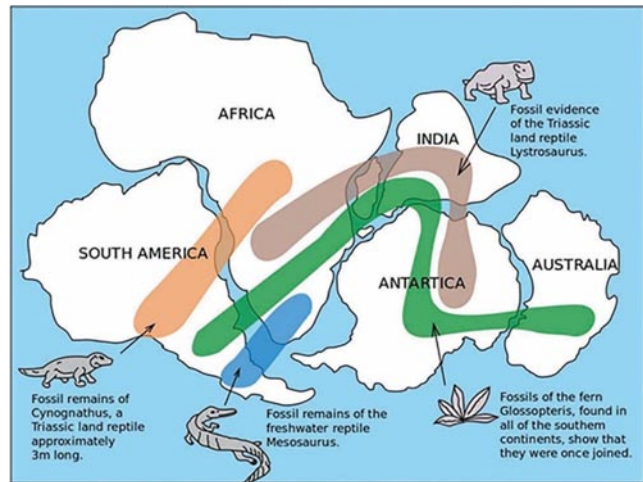 AFRICA
INDIA
SOUTH AMERICA
ANTARTICA
AUSTRALIA
Fossil evidence
of the Triassic
land reptile
Lystrosaurus.
Fossil remains of
Cynognathus, a
Triassic land reptile
approximately
3m long.
Fossil remains of the
freshwater reptile
Mesosaurus.
Fossils of the fern
Glossopteris, found in
all of the southern
continents, show that
they were once joined.